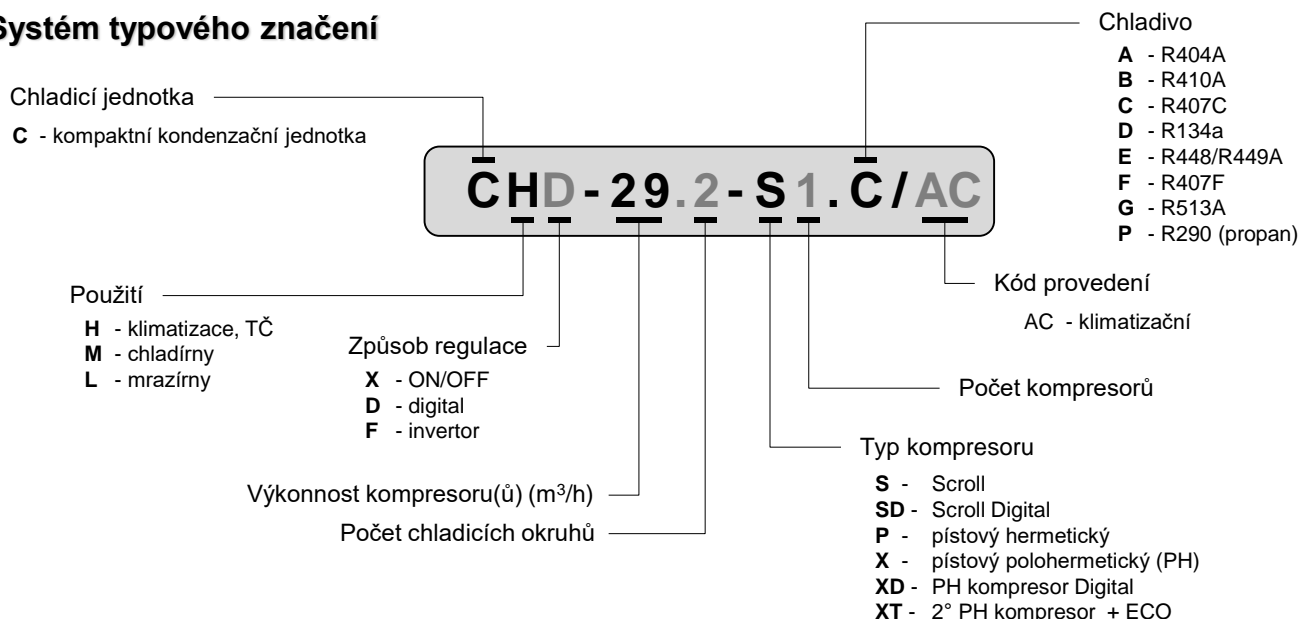 Systém typového značení
Chladicí jednotka
C - kompaktní kondenzační jednotka
CHD-29.2-S1.C/AC
Chladivo
A - R404A
B - R410A
C - R407C
D - R134a
E - R448/R449A
F - R407F
G - R513A
P - R290 (propan)
Použití
H - klimatizace, TČ
M - chladírny
L - mrazírny
Způsob regulace
X - ON/OFF
D - digital
F - invertor
Výkonnost kompresoru(ů) (m³/h)
Počet chladicích okruhů
Kód provedení
AC - klimatizační
Počet kompresorů
Typ kompresoru
S - Scroll
SD - Scroll Digital
P - pístový hermetický
X - pístový polohermetický (PH)
XD - PH kompresor Digital
XT - 2° PH kompresor + ECO